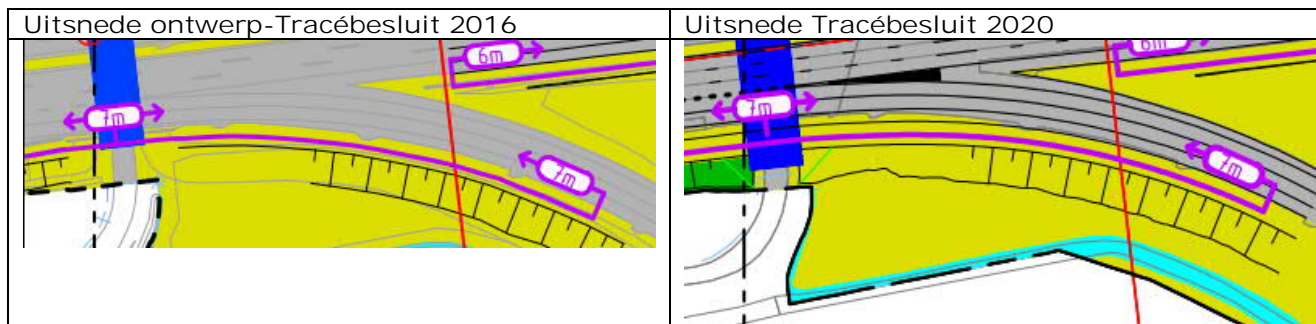 Uitsnede ontwerp-Tracébesluit 2016
Uitsnede Tracébesluit 2020
6m
7m
7m
6m
7m
7m